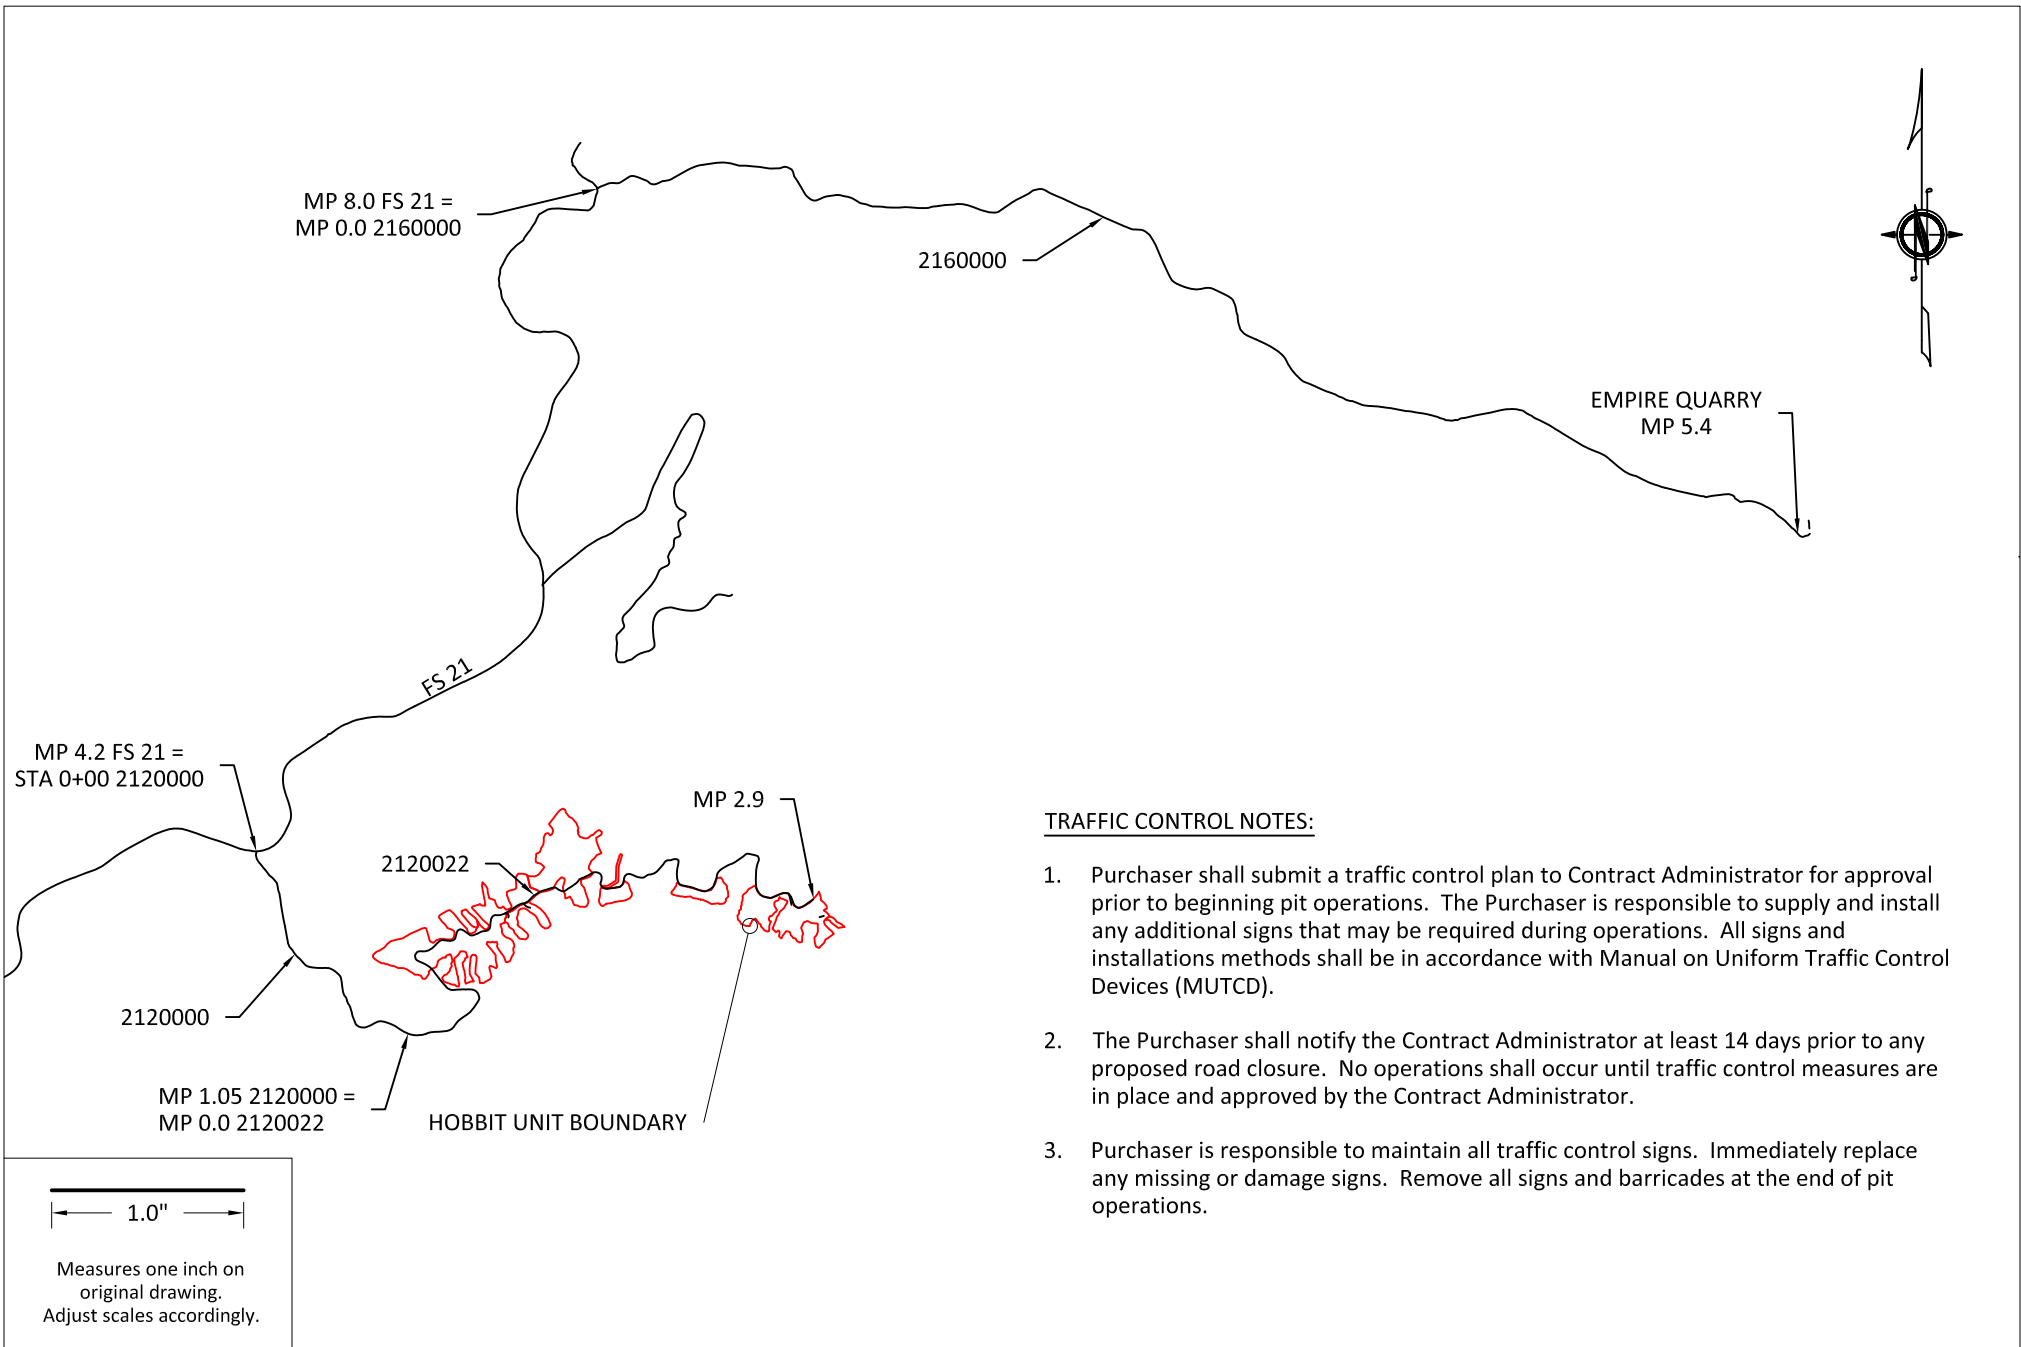 MP 8.0 FS 21 =
MP 0.0 2160000
2160000
EMPIRE QUARRY
MP 5.4
FS 21
MP 4.2 FS 21 =
STA 0+00 2120000
MP 2.9
2120022
2120000
MP 1.05 2120000 =
MP 0.0 2120022
HOBBIT UNIT BOUNDARY
TRAFFIC CONTROL NOTES:
1. Purchaser shall submit a traffic control plan to Contract Administrator for approval
prior to beginning pit operations. The Purchaser is responsible to supply and install
any additional signs that may be required during operations. All signs and
installations methods shall be in accordance with Manual on Uniform Traffic Control
Devices (MUTCD).
2. The Purchaser shall notify the Contract Administrator at least 14 days prior to any
proposed road closure. No operations shall occur until traffic control measures are
in place and approved by the Contract Administrator.
3. Purchaser is responsible to maintain all traffic control signs. Immediately replace
any missing or damage signs. Remove all signs and barricades at the end of pit
operations.
1.0"
Measures one inch on
original drawing.
Adjust scales accordingly.
N